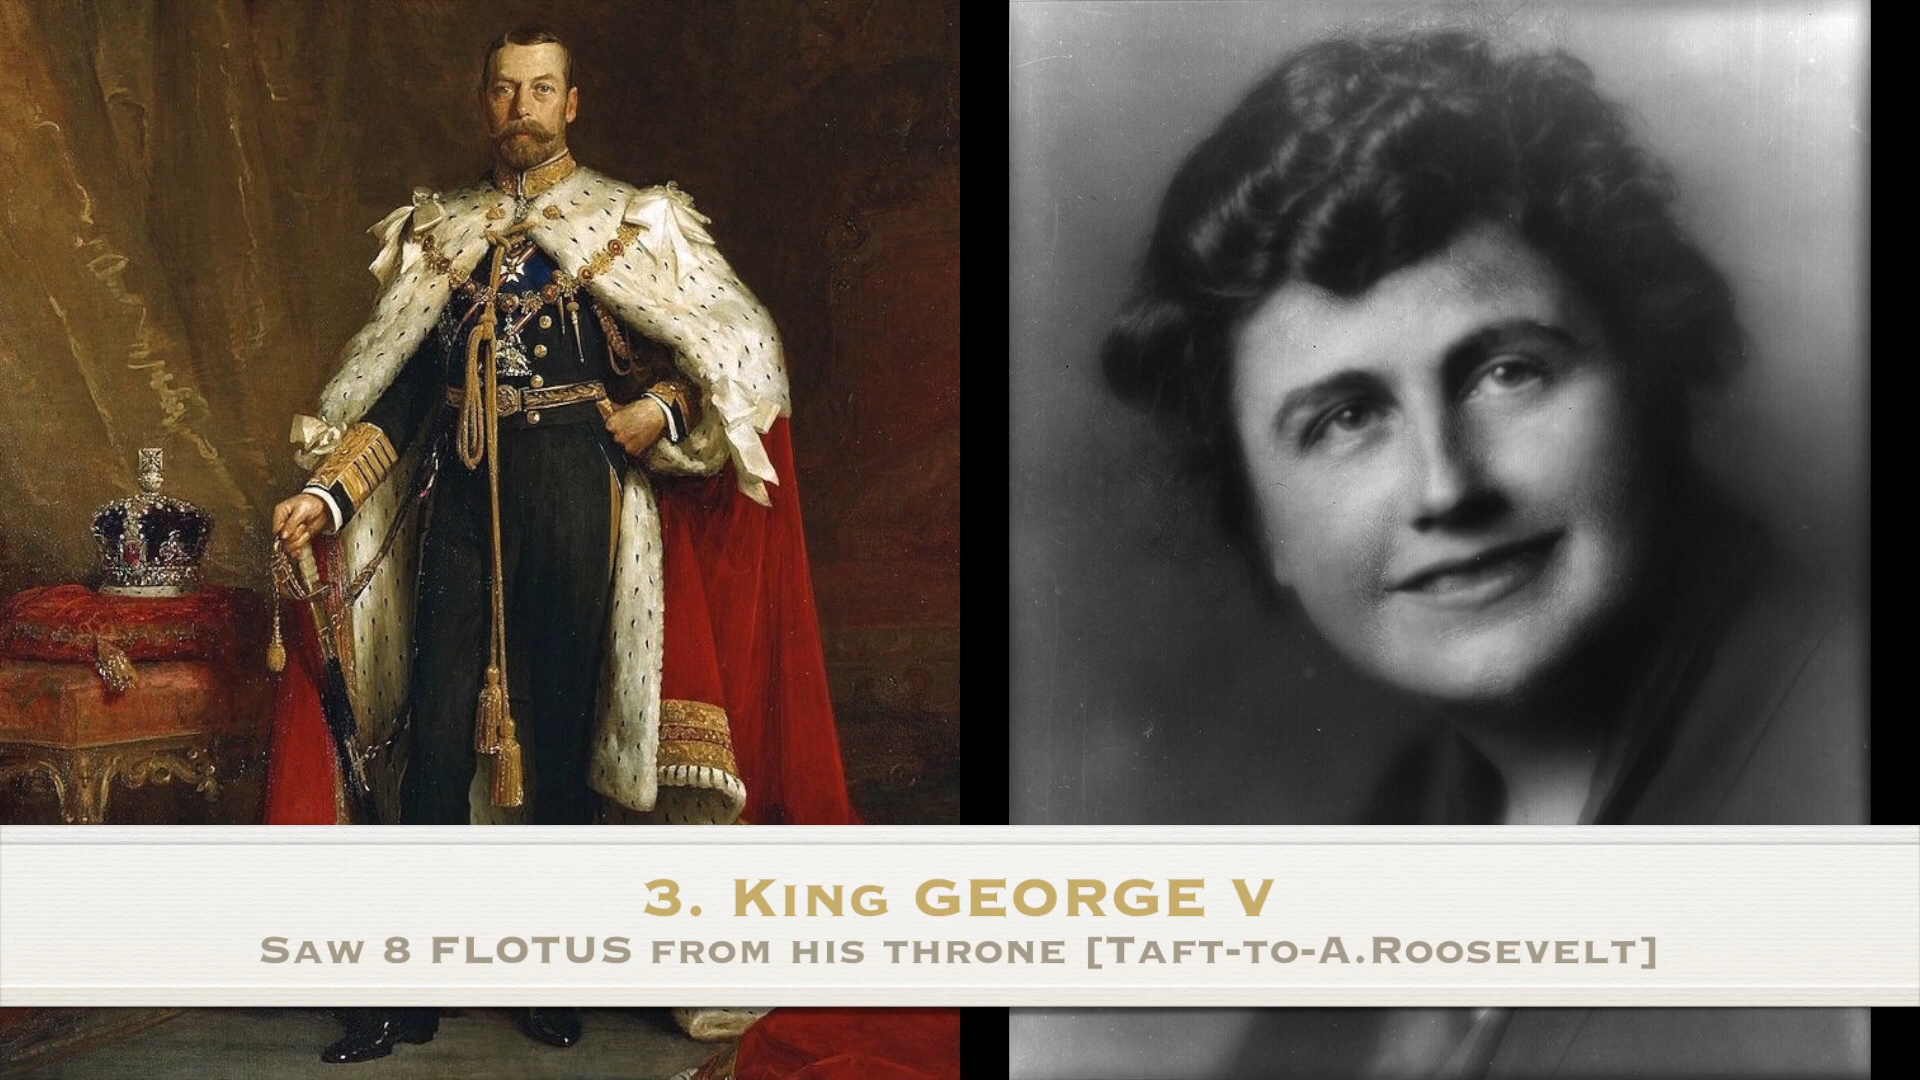 3. King GEORGE V
Saw 8 FLOTUS from his throne [Taft-to-A.Roosevelt]